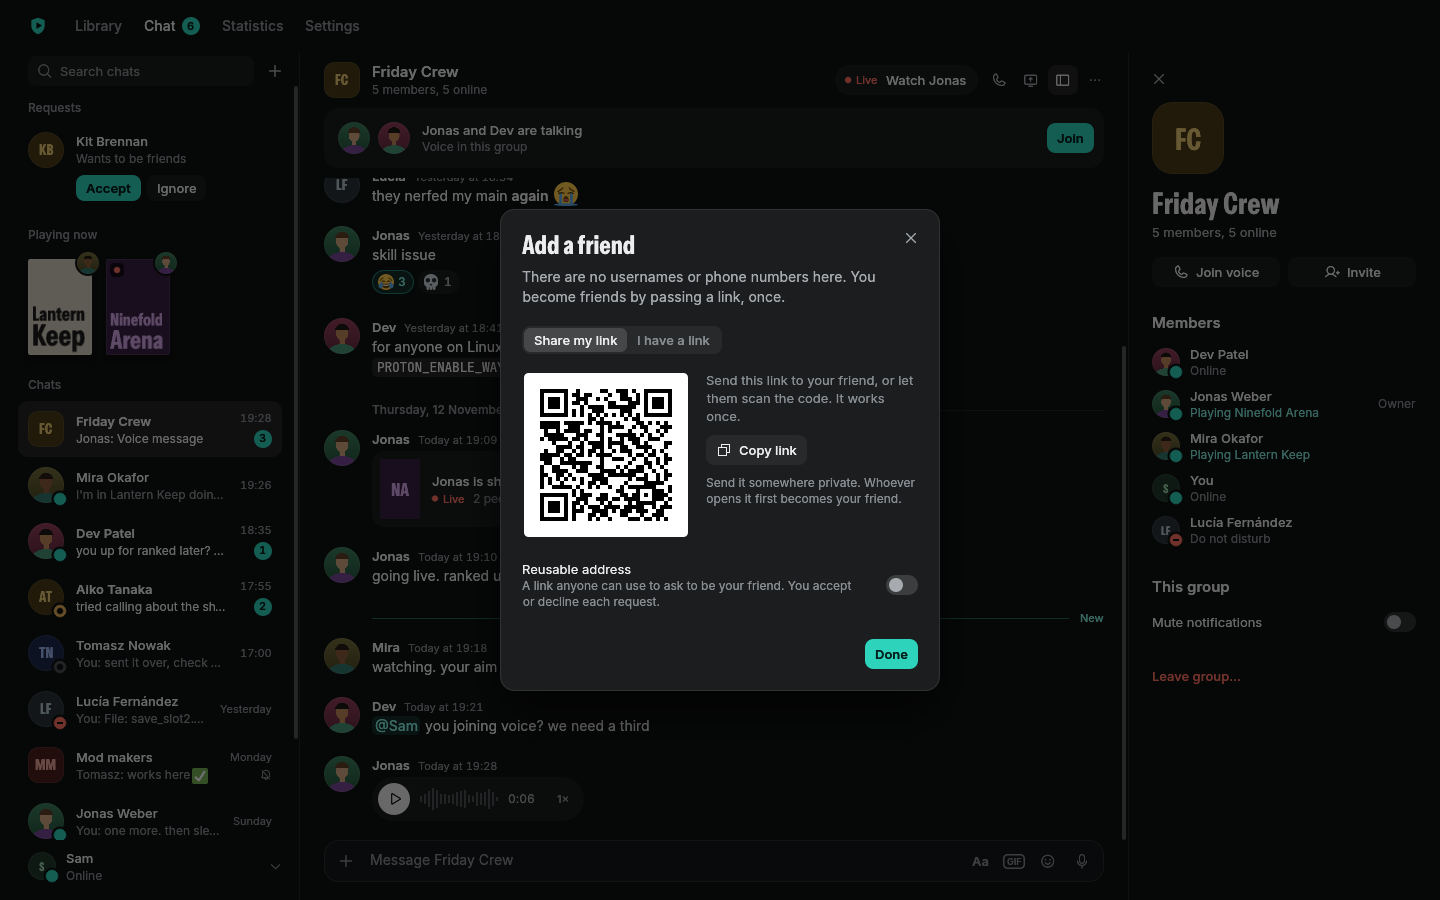 Library
Chat 6
Statistics
Settings
Search chats
Requests
KB
Kit Brennan
Wants to be friends
Accept
Ignore
Playing now
Lantern
Keep
Ninefold
Arena
Chats
FC
Friday Crew
19:28
Jonas: Voice message
3
Mira Okafor
I'm in Lantern Keep doin...
19:26
Dev Patel
18:35
you up for ranked later? ...
1
AT
Aiko Tanaka
17:55
tried calling about the sh...
2
TN
Tomasz Nowak
You: sent it over, check ...
17:00
LF
Lucía Fernández
You: File: save_slot2....
Yesterday
MM
Mod makers
Monday
Tomasz: works here ✅
Jonas Weber
You: one more. then sle...
Sunday
S
Sam
Online
FC
Friday Crew
5 members, 5 online
Live
Watch Jonas
Jonas and Dev are talking
Voice in this group
Join
LF
they nerfed my main again 😭
Jonas Yesterday at 18
skill issue
😂 3
💀 1
Dev Yesterday at 18:41
for anyone on Linux
PROTON_ENABLE_WAY
Thursday, 12 Novembe
Jonas Today at 19:09
NA
Jonas is sh
Live
2 pe
Jonas Today at 19:10
going live. ranked u
New
Mira Today at 19:18
watching. your aim
Dev Today at 19:21
@Sam you joining voice? we need a third
Jonas Today at 19:28
0:06
1×
Message Friday Crew
Aa
GIF
Add a friend
There are no usernames or phone numbers here. You
become friends by passing a link, once.
Share my link
I have a link
Send this link to your friend, or let
them scan the code. It works
once.
Copy link
Send it somewhere private. Whoever
opens it first becomes your friend.
Reusable address
A link anyone can use to ask to be your friend. You accept
or decline each request.
Done
FC
Friday Crew
5 members, 5 online
Join voice
Invite
Members
Dev Patel
Online
Jonas Weber
Playing Ninefold Arena
Owner
Mira Okafor
Playing Lantern Keep
S
You
Online
LF
Lucía Fernández
Do not disturb
This group
Mute notifications
Leave group...